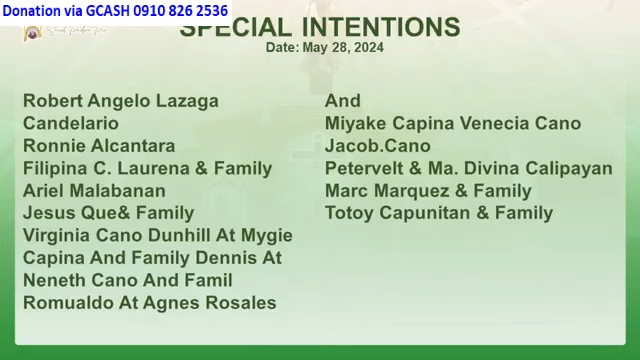 Donation via GCASH 0910 826 2536
SPECIAL INTENTIONS
Date: May 28, 2024
Robert Angelo Lazaga
Candelario
Ronnie Alcantara
Filipina C. Laurena & Family
Ariel Malabanan
Jesus Que& Family
Virginia Cano Dunhill At Mygie
Capina And Family Dennis At
Neneth Cano And Famil
Romualdo At Agnes Rosales
And
Miyake Capina Venecia Cano
Jacob.Cano
Petervelt & Ma. Divina Calipayan
Marc Marquez & Family
Totoy Capunitan & Family